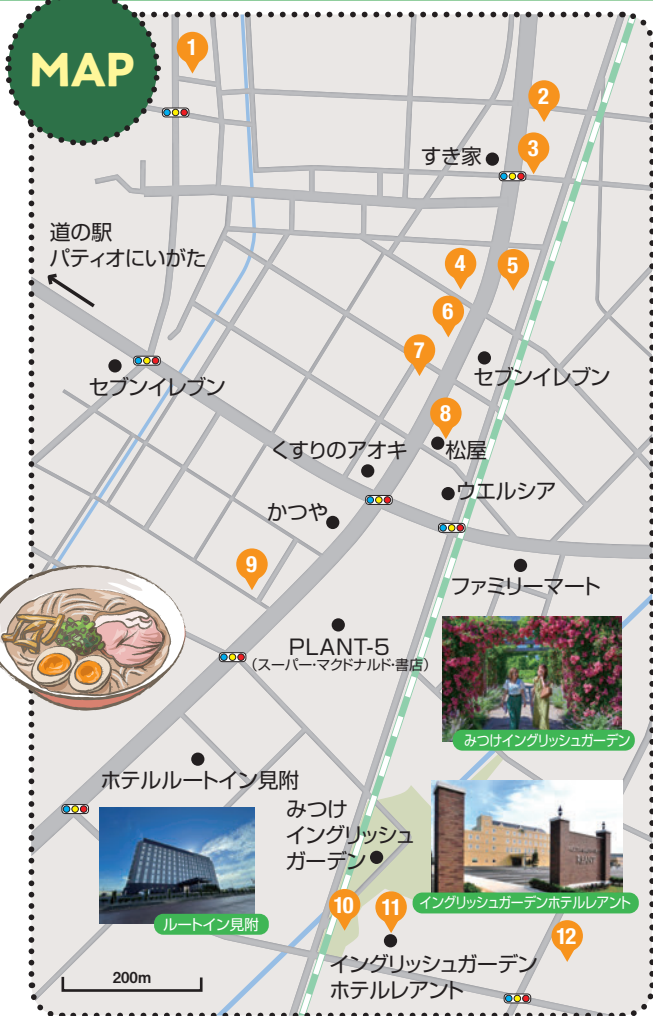 MAP
1
2
すき家
3
道の駅
パティオにいがた
4
5
6
7
セブンイレブン
セブンイレブン
8
くすりのアオキ
松屋
ウエルシア
かつや
9
ファミリーマート
PLANT-5
(スーパー・マクドナルド・書店)
みつけイングリッシュガーデン
ホテルルートイン見附
みつけ
イングリッシュ
ガーデン
ルートイン見附
イングリッシュガーデンホテルレアント
10
11
12
イングリッシュガーデン
ホテルレアント
200m